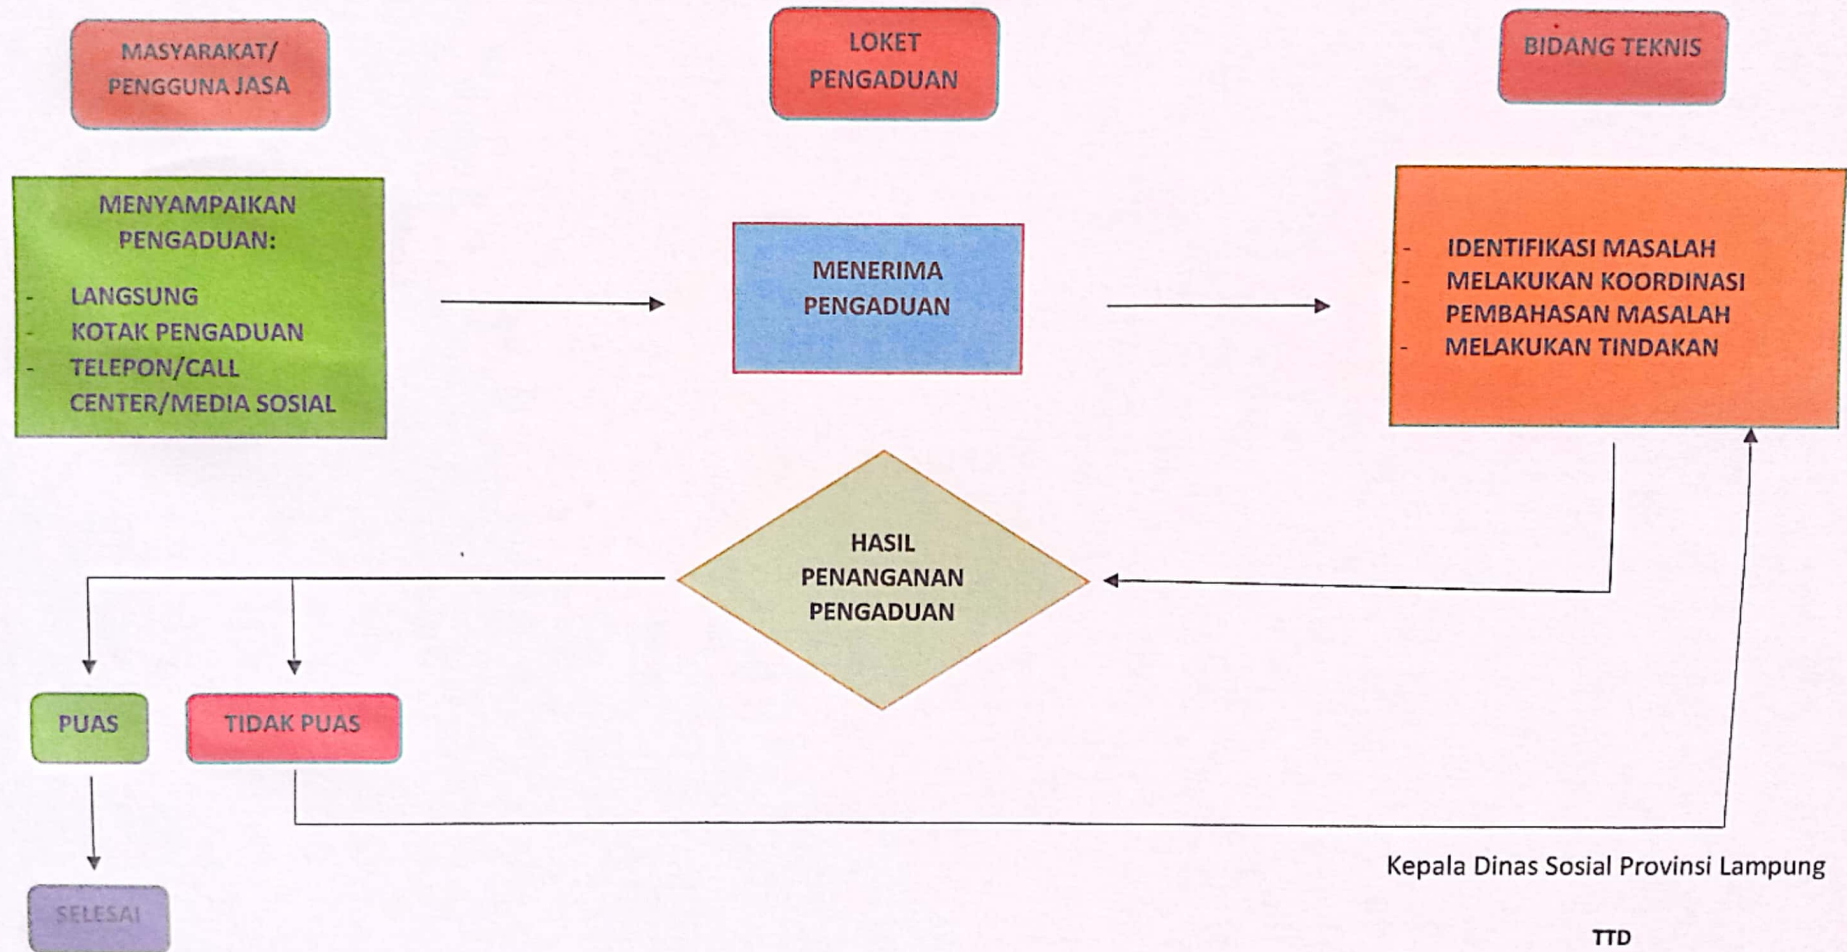 MASYARAKAT/
PENGGUNA JASA
LOKET
PENGADUAN
BIDANG TEKNIS
MENYAMPAIKAN
PENGADUAN:
- LANGSUNG
- KOTAK PENGADUAN
- TELEPON/CALL
CENTER/MEDIA SOSIAL
MENERIMA
PENGADUAN
- IDENTIFIKASI MASALAH
- MELAKUKAN KOORDINASI
PEMBAHASAN MASALAH
- MELAKUKAN TINDAKAN
HASIL
PENANGANAN
PENGADUAN
PUAS
TIDAK PUAS
SELESAI
Kepala Dinas Sosial Provinsi Lampung
TTD